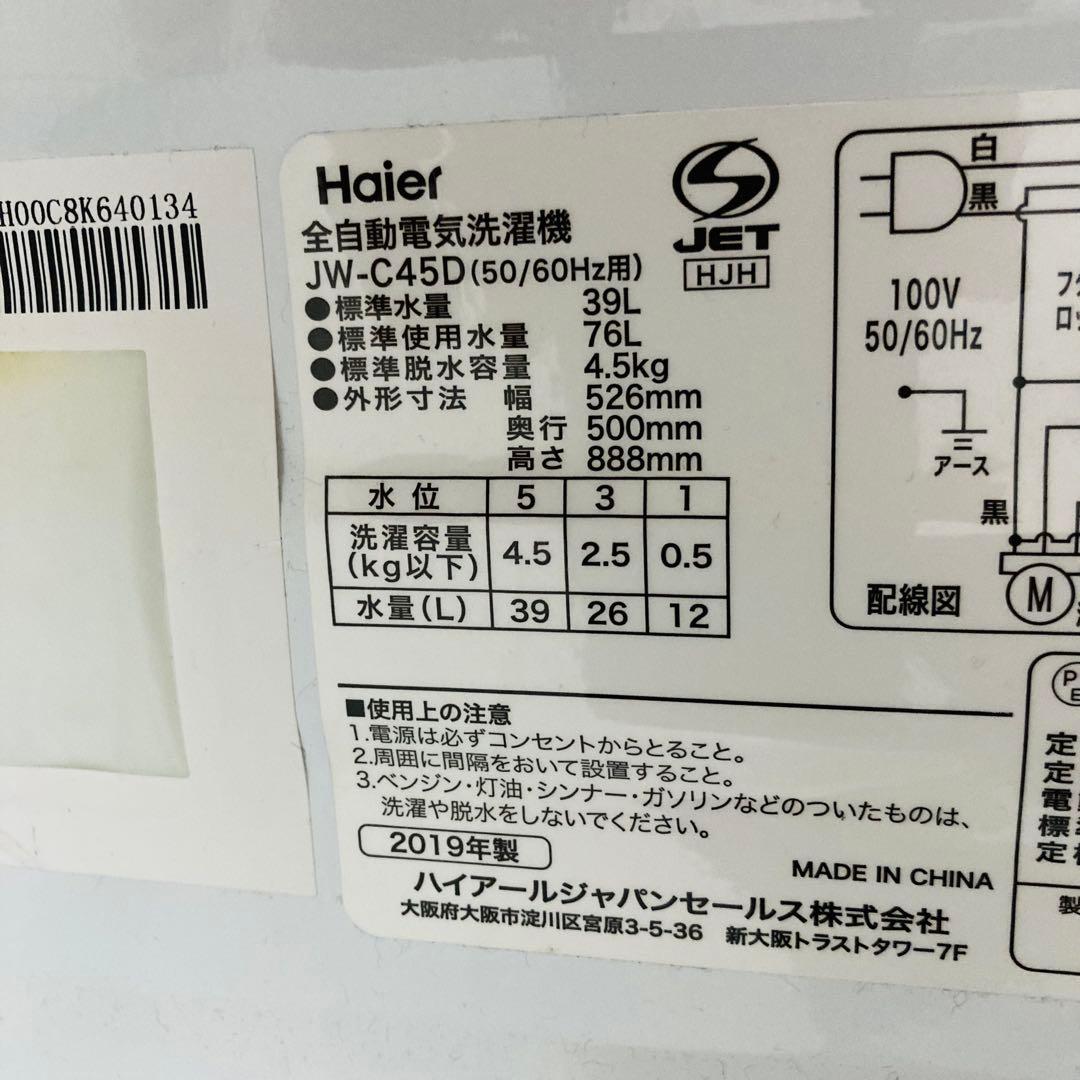 H00C8K640134
Haier
全自動電気洗濯機
JW-C45D(50/60Hz用)
●標準水量 39L
●標準使用水量 76L
●標準脱水容量 4.5kg
●外形寸法 幅 526mm
奥行 500mm
高さ 888mm
JET
HJH
水位 5 3 1
洗濯容量(kg以下) 4.5 2.5 0.5
水量(L) 39 26 12
白
黒
100V
50/60Hz
アース
黒
M
配線図
■使用上の注意
1.電源は必ずコンセントからとること。
2.周囲に間隔をおいて設置すること。
3.ベンジン・灯油・シンナー・ガソリンなどのついたものは、
洗濯や脱水をしないでください。
2019年製
MADE IN CHINA
ハイアールジャパンセールス株式会社
大阪府大阪市淀川区宮原3-5-36 新大阪トラストタワー7F
P
E
定
定
電
標
定
製